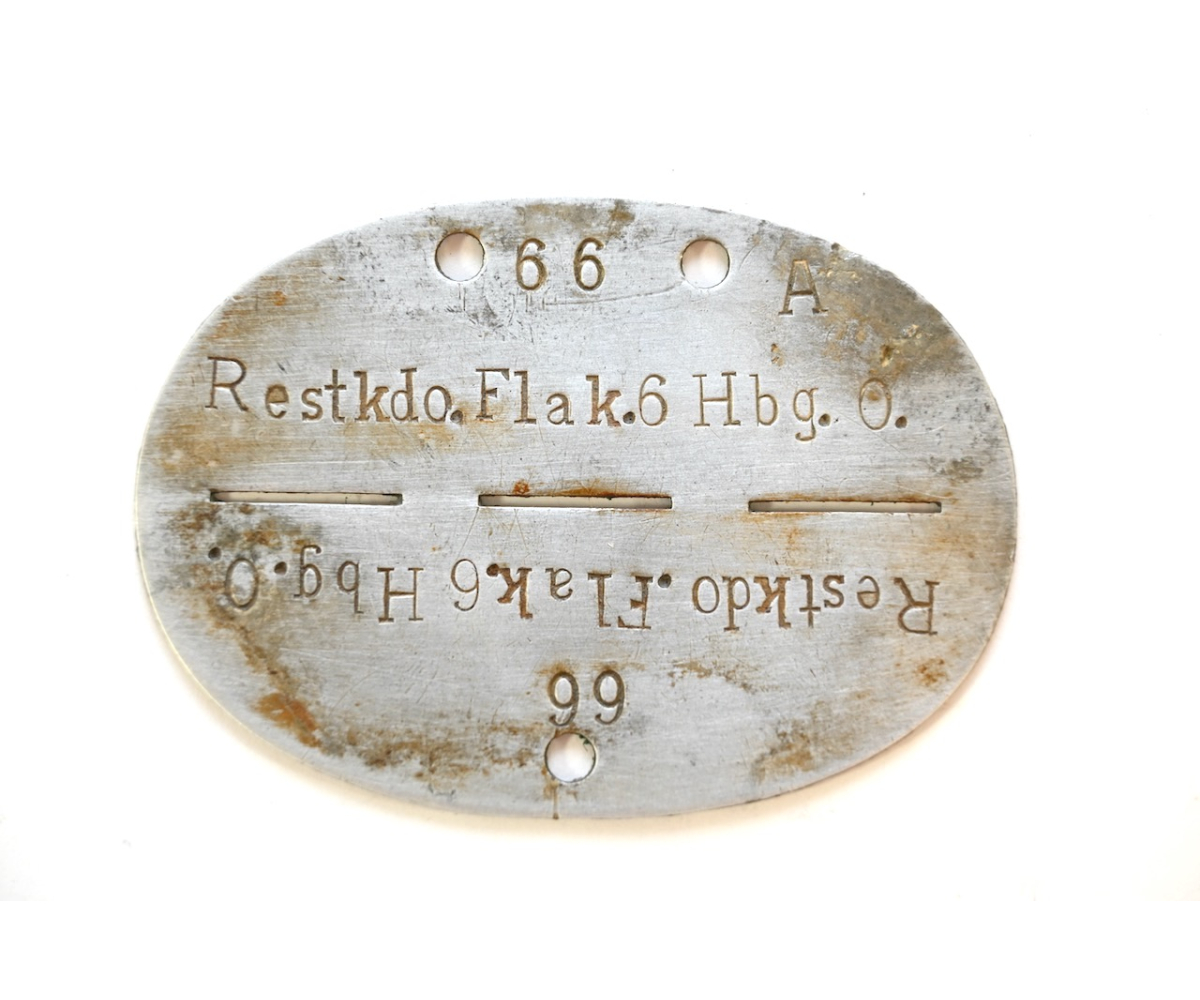 66
A
Restkdo. Flak. 6 Hbg. O.
Restkdo. Flak. 6 Hbg. O.
66